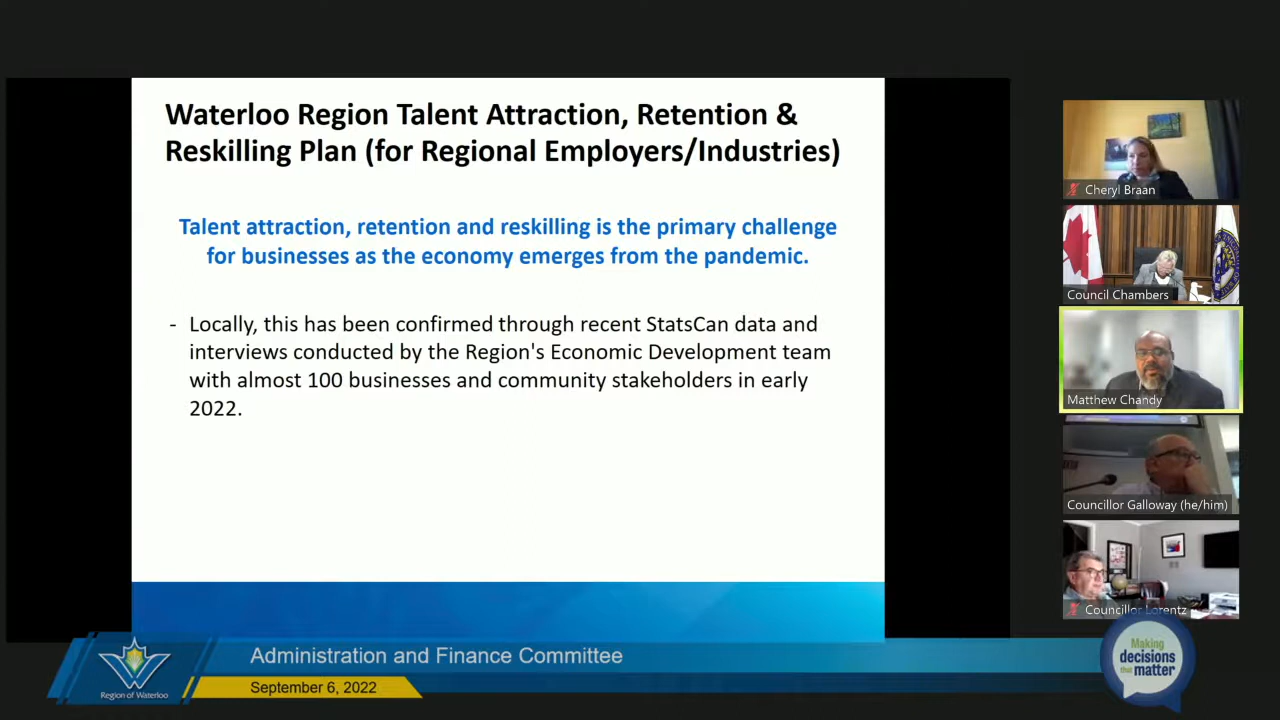 Waterloo Region Talent Attraction, Retention &
Reskilling Plan (for Regional Employers/Industries)
Talent attraction, retention and reskilling is the primary challenge
for businesses as the economy emerges from the pandemic.
- Locally, this has been confirmed through recent StatsCan data and
interviews conducted by the Region's Economic Development team
with almost 100 businesses and community stakeholders in early
2022.
Cheryl Braan
Council Chambers
Matthew Chandy
Councillor Galloway (he/him)
Councillor Lorentz
Region of Waterloo
Administration and Finance Committee
September 6, 2022
Making
decisions
that matter